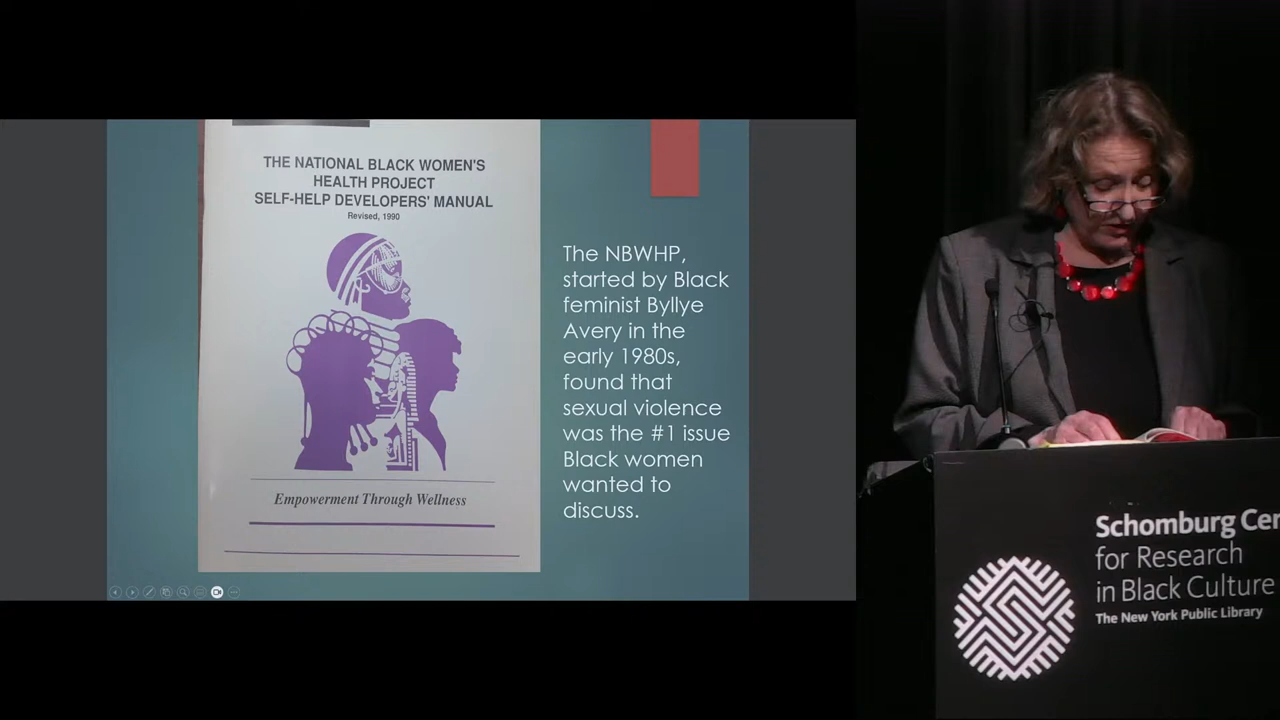 THE NATIONAL BLACK WOMEN'S
HEALTH PROJECT
SELF-HELP DEVELOPERS' MANUAL
Revised, 1990
Empowerment Through Wellness
The NBWHP,
started by Black
feminist Byllye
Avery in the
early 1980s,
found that
sexual violence
was the #1 issue
Black women
wanted to
discuss.
Schomburg Cen
for Research
in Black Culture
The New York Public Library